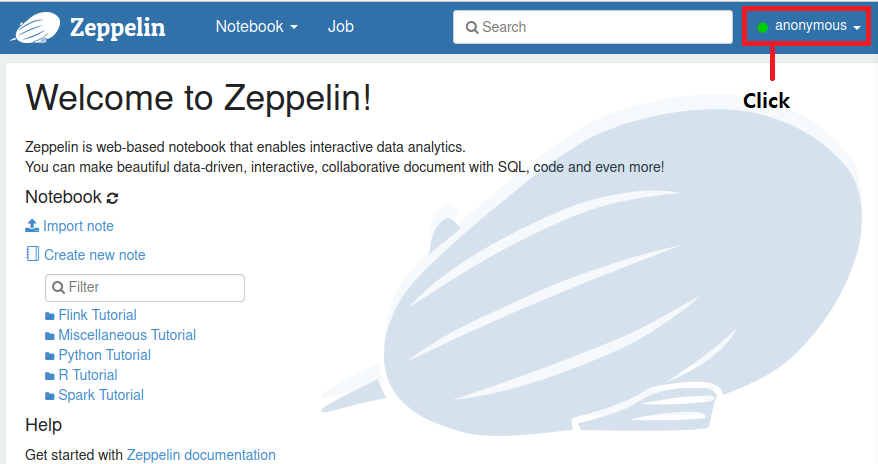 Zeppelin Notebook Job Search anonymous
Click
Welcome to Zeppelin!
Zeppelin is web-based notebook that enables interactive data analytics.
You can make beautiful data-driven, interactive, collaborative document with SQL, code and even more!
Notebook
Import note
Create new note
Filter
Flink Tutorial
Miscellaneous Tutorial
Python Tutorial
R Tutorial
Spark Tutorial
Help
Get started with Zeppelin documentation